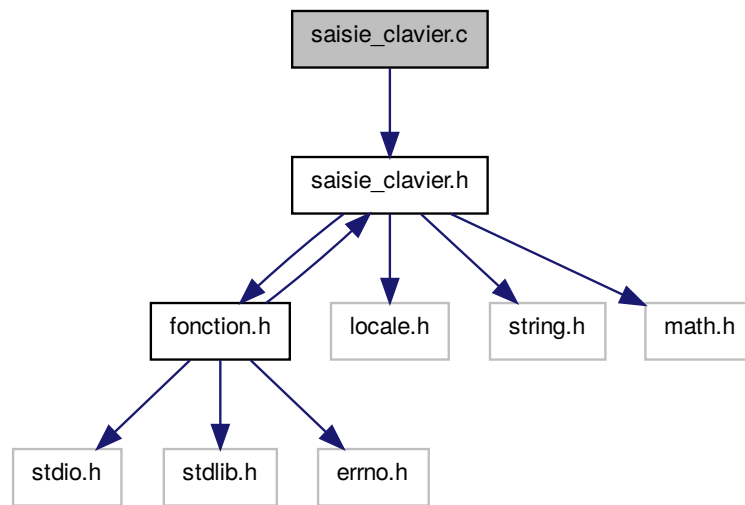 saisie_clavier.c
saisie_clavier.h
fonction.h
locale.h
string.h
math.h
stdio.h
stdlib.h
errno.h